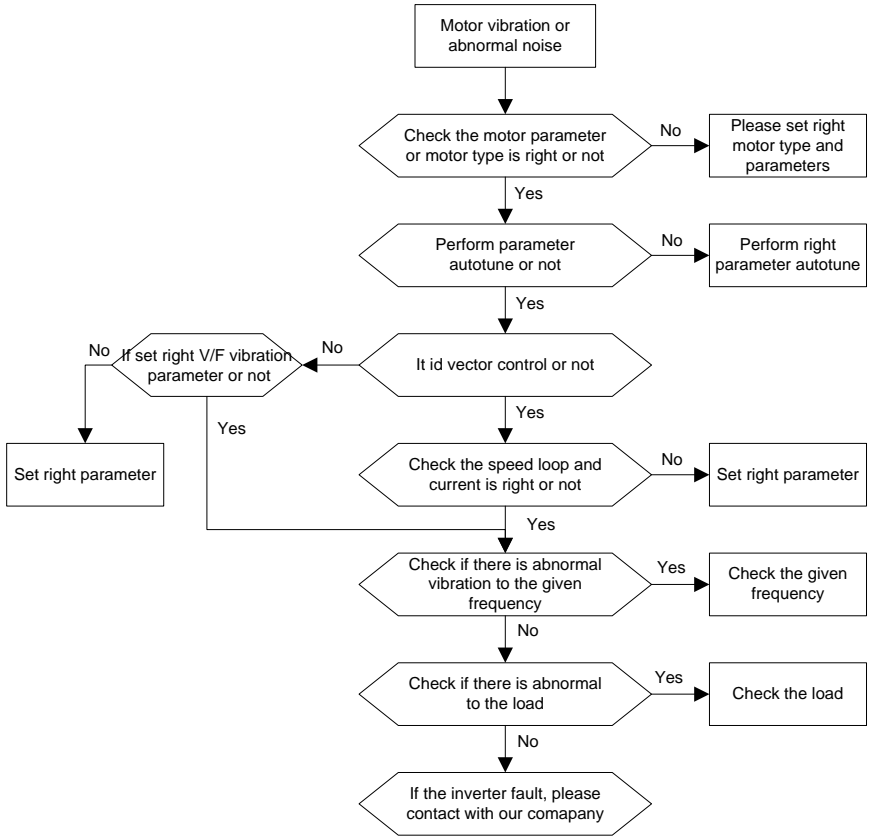 Motor vibration or
abnormal noise
Check the motor parameter
or motor type is right or not
No
Please set right
motor type and
parameters
Yes
Perform parameter
autotune or not
No
Perform right
parameter autotune
Yes
No
If set right V/F vibration
parameter or not
No
It id vector control or not
Yes
Yes
Set right parameter
Check the speed loop and
current is right or not
No
Set right parameter
Yes
Check if there is abnormal
vibration to the given
frequency
Yes
Check the given
frequency
No
Check if there is abnormal
to the load
Yes
Check the load
No
If the inverter fault, please
contact with our comapany